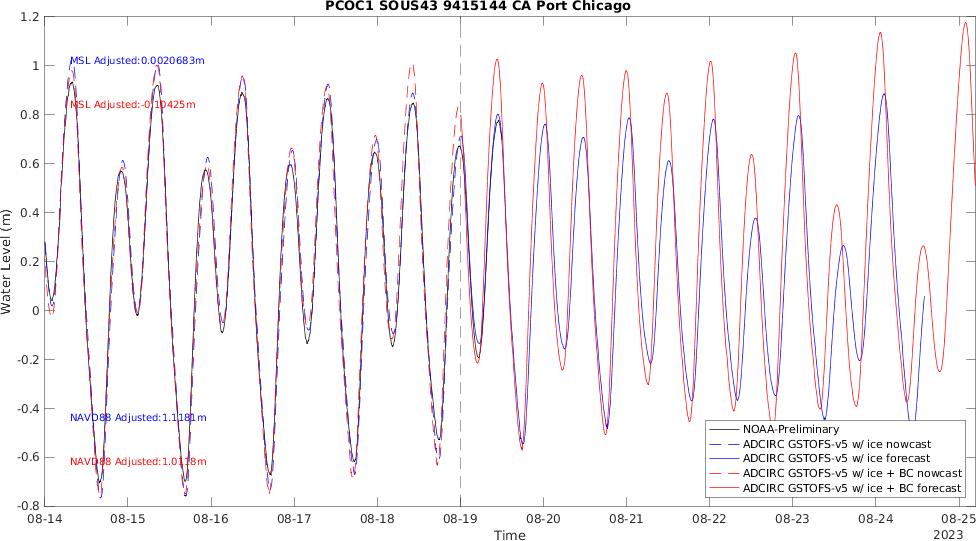 PCOC1 SOUS43 9415144 CA Port Chicago
1.2
1
0.8
0.6
0.4
0.2
0
-0.2
-0.4
-0.6
-0.8
Water Level (m)
MSL Adjusted:0.0020683m
MSL Adjusted:-0.10425m
NAVD88 Adjusted:1.1181m
NAVD88 Adjusted:1.0118m
NOAA-Preliminary
ADCIRC GSTOFS-v5 w/ ice nowcast
ADCIRC GSTOFS-v5 w/ ice forecast
ADCIRC GSTOFS-v5 w/ ice + BC nowcast
ADCIRC GSTOFS-v5 w/ ice + BC forecast
08-14 08-15 08-16 08-17 08-18 08-19 08-20 08-21 08-22 08-23 08-24 08-25
Time
2023